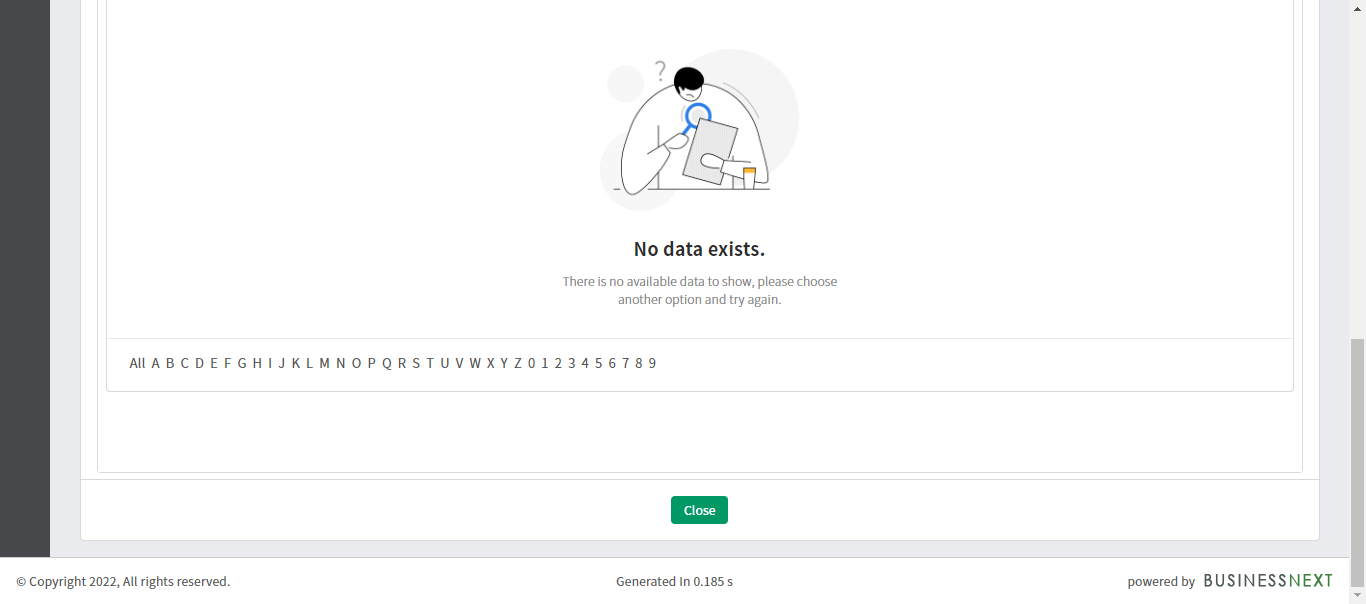 ?
No data exists.
There is no available data to show, please choose
another option and try again.
All A B C D E F G H I J K L M N O P Q R S T U V W X Y Z 0 1 2 3 4 5 6 7 8 9
Close
© Copyright 2022, All rights reserved.
Generated In 0.185 s
powered by BUSINESSNEXT